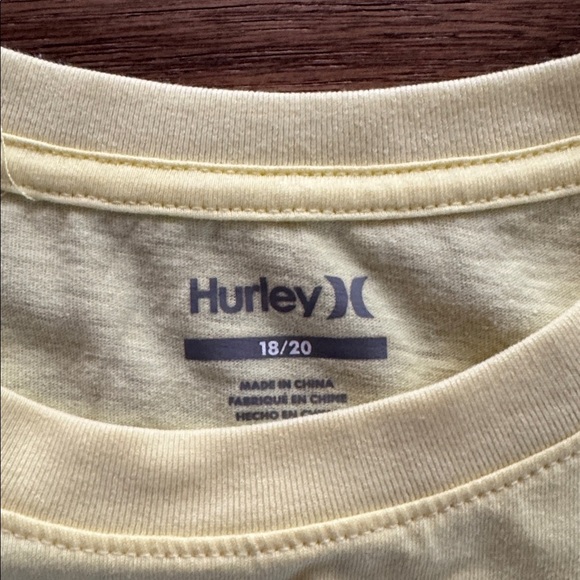 Hurley
18/20
MADE IN CHINA
FABRIQUÉ EN CHINE
HECHO EN